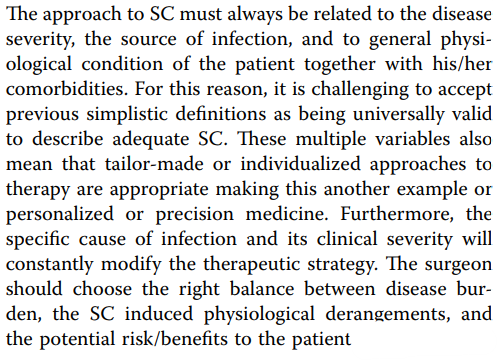 The approach to SC must always be related to the disease
severity, the source of infection, and to general physi-
ological condition of the patient together with his/her
comorbidities. For this reason, it is challenging to accept
previous simplistic definitions as being universally valid
to describe adequate SC. These multiple variables also
mean that tailor-made or individualized approaches to
therapy are appropriate making this another example or
personalized or precision medicine. Furthermore, the
specific cause of infection and its clinical severity will
constantly modify the therapeutic strategy. The surgeon
should choose the right balance between disease bur-
den, the SC induced physiological derangements, and
the potential risk/benefits to the patient